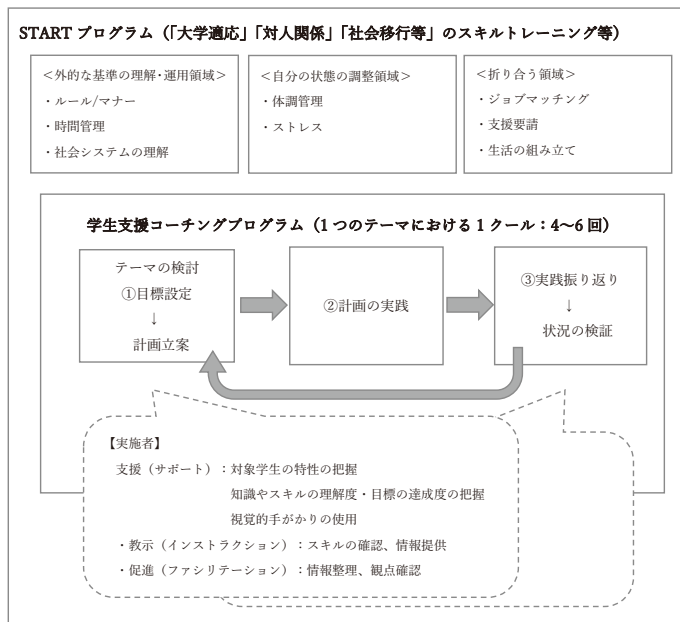 START プログラム（「大学適応」「対人関係」「社会移行等」のスキルトレーニング等）
＜外的な基準の理解・運用領域＞
・ルール/マナー
・時間管理
・社会システムの理解
＜自分の状態の調整領域＞
・体調管理
・ストレス
＜折り合う領域＞
・ジョブマッチング
・支援要請
・生活の組み立て
学生支援コーチングプログラム（1 つのテーマにおける 1 クール：4～6 回）
テーマの検討
①目標設定
↓
計画立案
②計画の実践
③実践振り返り
↓
状況の検証
【実施者】
支援（サポート）：対象学生の特性の把握
知識やスキルの理解度・目標の達成度の把握
視覚的手がかりの使用
・教示（インストラクション）：スキルの確認、情報提供
・促進（ファシリテーション）：情報整理、観点確認